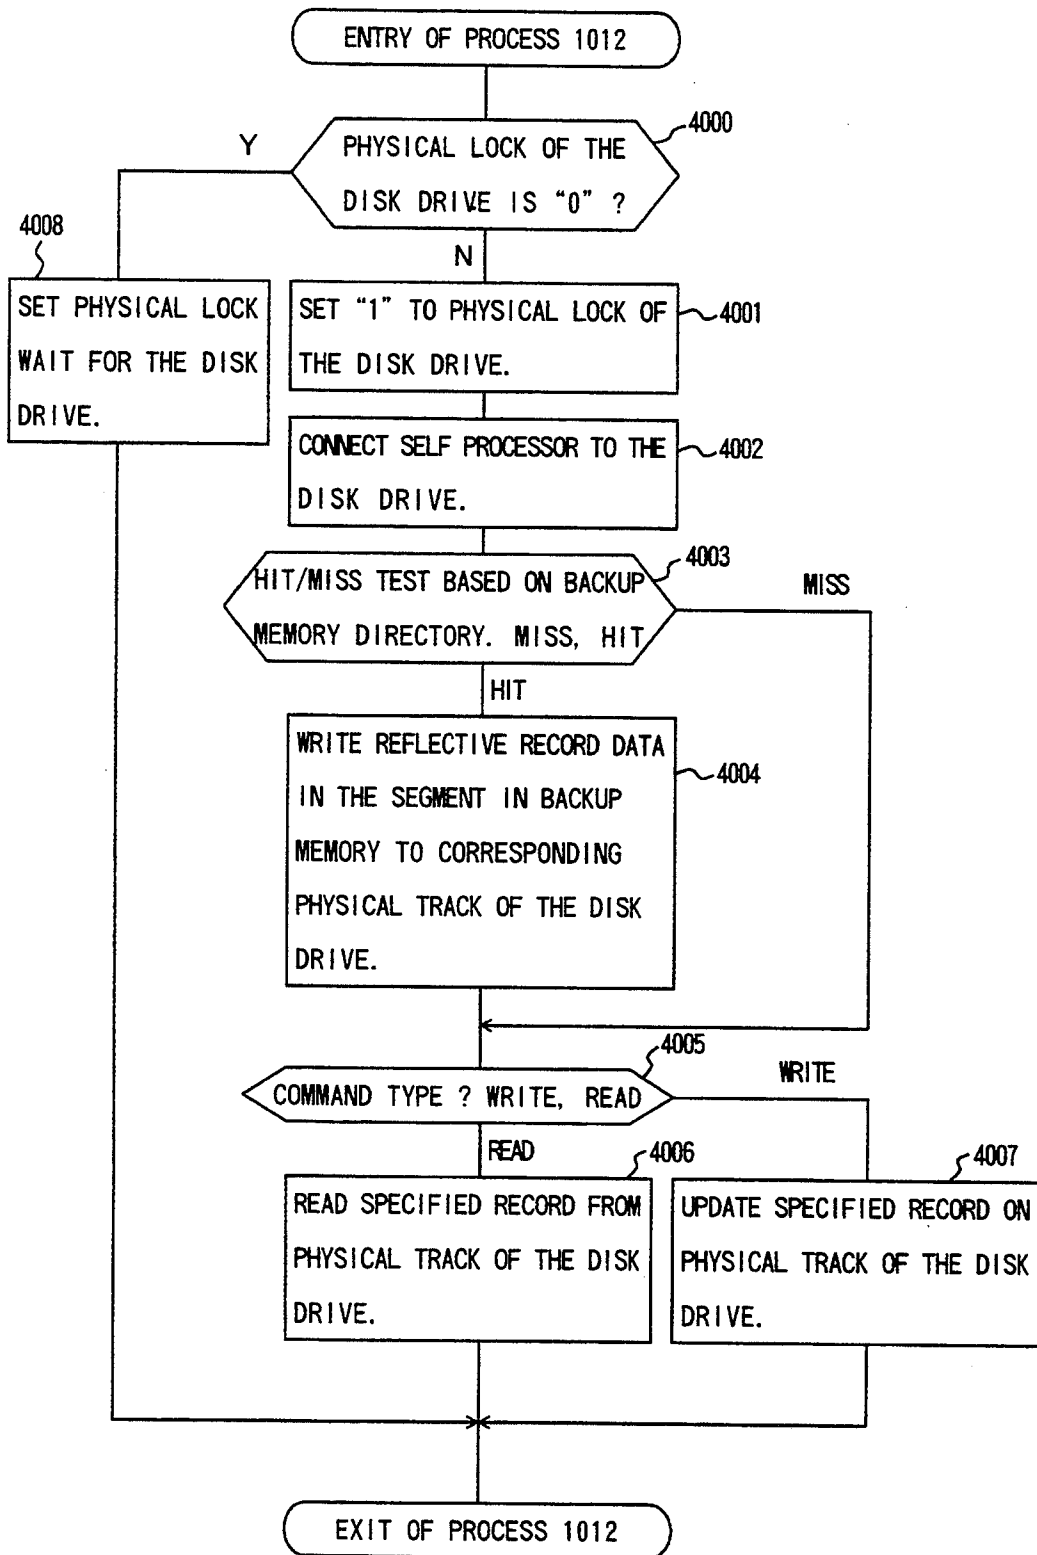 ENTRY OF PROCESS 1012
4000
Y
PHYSICAL LOCK OF THE
DISK DRIVE IS “0” ?
4008
N
SET PHYSICAL LOCK
WAIT FOR THE DISK
DRIVE.
SET “1” TO PHYSICAL LOCK OF
THE DISK DRIVE.
4001
CONNECT SELF PROCESSOR TO THE
DISK DRIVE.
4002
4003
HIT/MISS TEST BASED ON BACKUP
MEMORY DIRECTORY. MISS, HIT
MISS
HIT
WRITE REFLECTIVE RECORD DATA
IN THE SEGMENT IN BACKUP
MEMORY TO CORRESPONDING
PHYSICAL TRACK OF THE DISK
DRIVE.
4004
4005
COMMAND TYPE ? WRITE, READ
WRITE
READ
4006
4007
READ SPECIFIED RECORD FROM
PHYSICAL TRACK OF THE DISK
DRIVE.
UPDATE SPECIFIED RECORD ON
PHYSICAL TRACK OF THE DISK
DRIVE.
EXIT OF PROCESS 1012